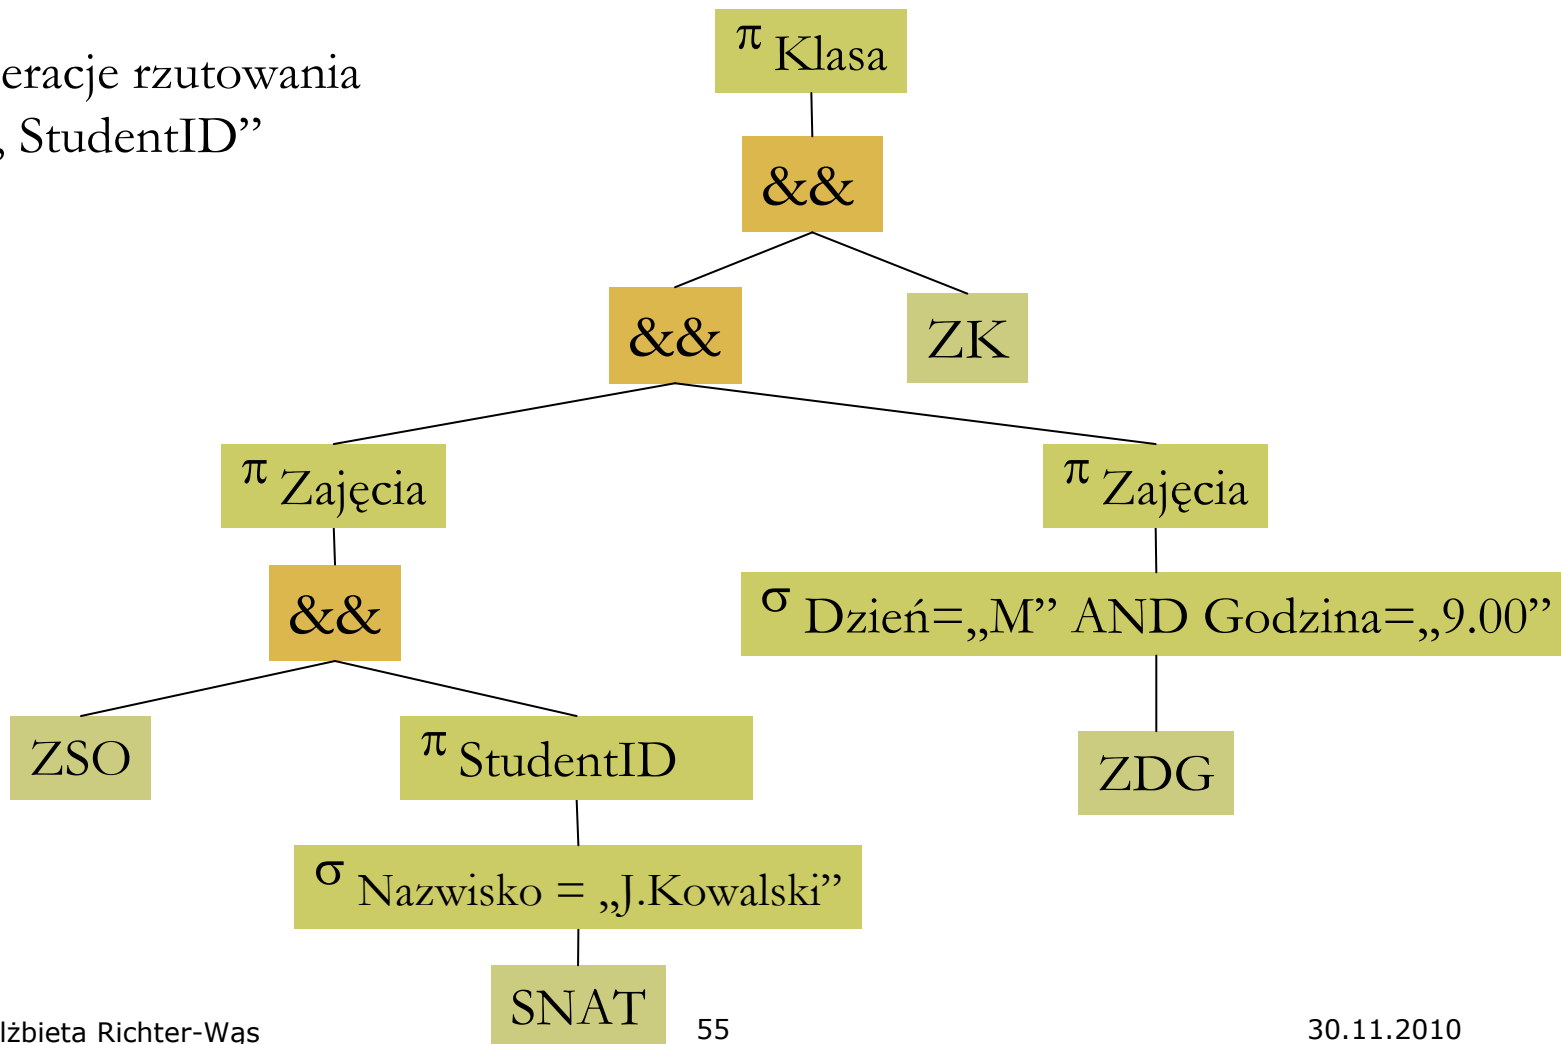 eracje rzutowania
, StudentID”
π Klasa
&&
&&
ZK
π Zajęcia
π Zajęcia
&&
σ Dzień=„M” AND Godzina=„9.00”
ZSO
π StudentID
ZDG
σ Nazwisko = „J.Kowalski”
SNAT
lżbieta Richter-Wąs
55
30.11.2010